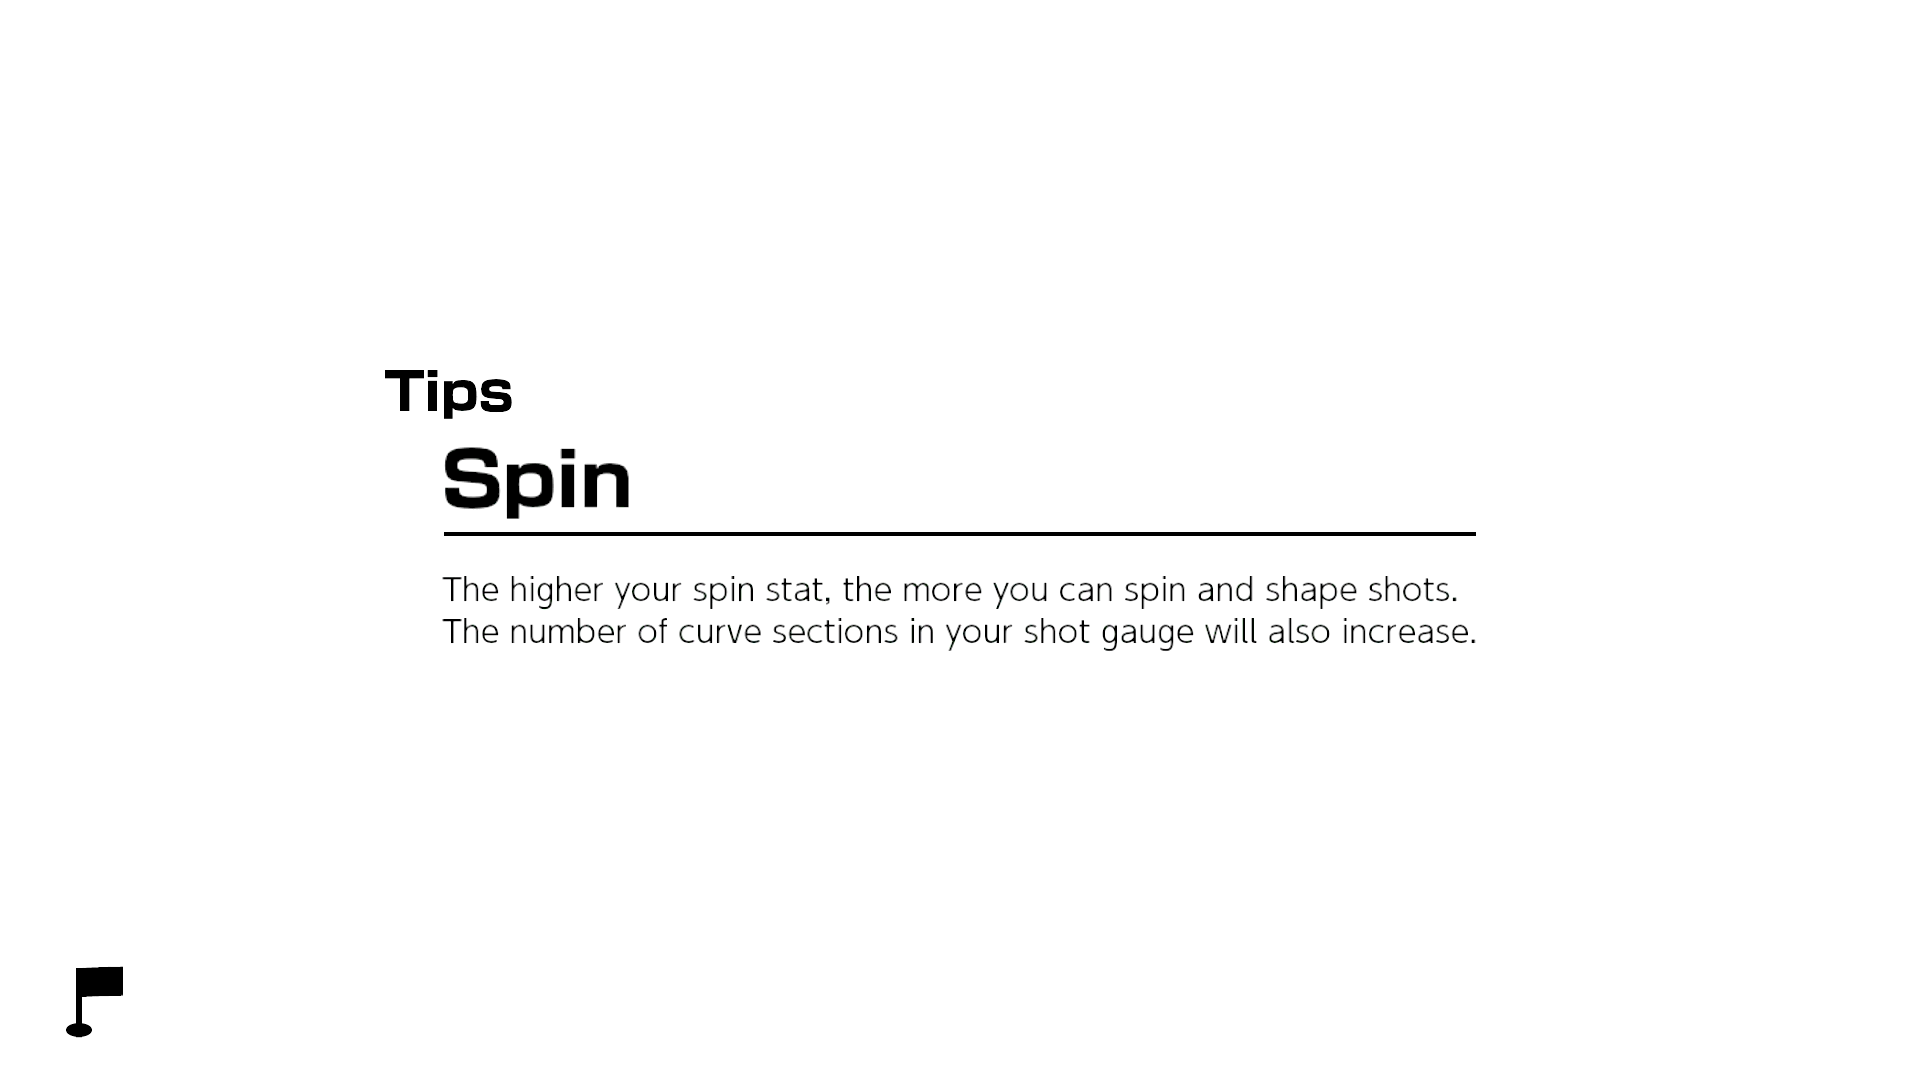 Tips
Spin
The higher your spin stat, the more you can spin and shape shots.
The number of curve sections in your shot gauge will also increase.